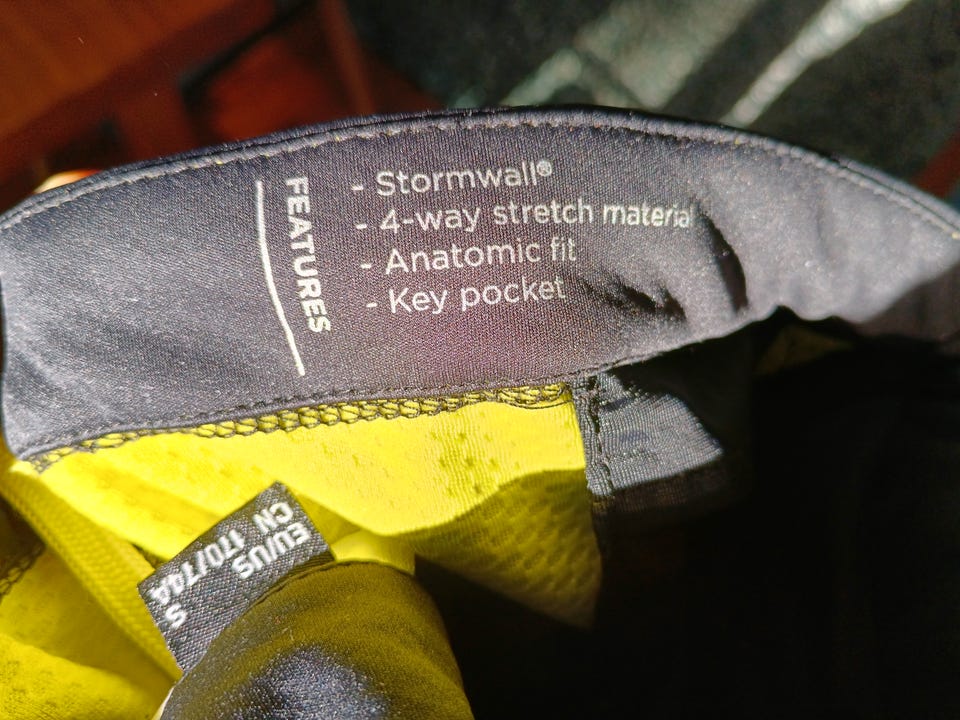 FEATURES
- Stormwall®
- 4-way stretch material
- Anatomic fit
- Key pocket
EU/US S
CN 170/74A